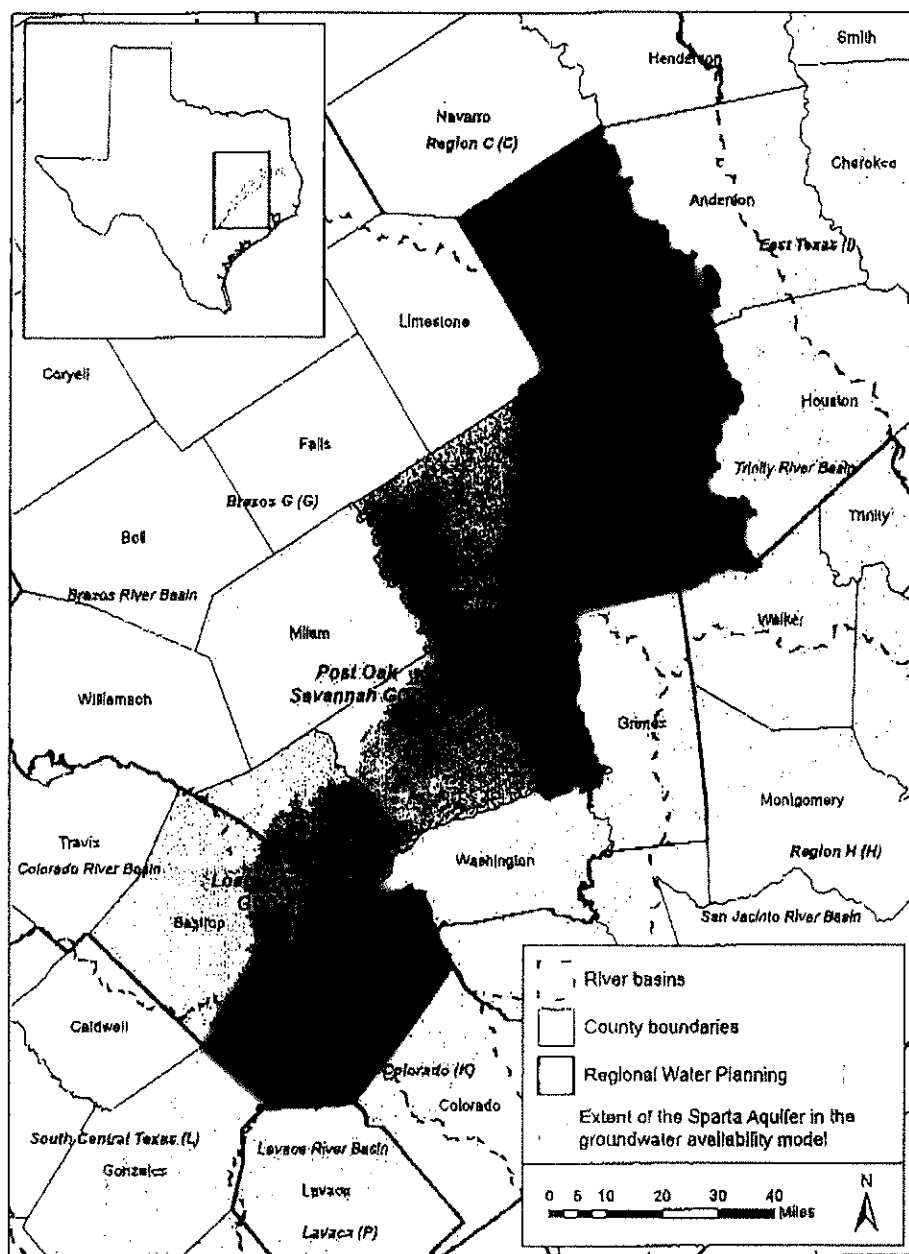 Smith
Henderson
Navarro
Region C (C)
Cherokee
Anderson
East Texas (I)
Limestone
Coryell
Houston
Falls
Trinity River Basin
Brazos G (G)
Trinity
Bell
Brazos River Basin
Walker
Milam
Post Oak
Savannah GC
Williamson
Grimes
Montgomery
Travis
Washington
Region H (H)
Colorado River Basin
Bastrop
San Jacinto River Basin
River basins
Caldwell
County boundaries
Regional Water Planning
Colorado (K)
Colorado
Extent of the Sparta Aquifer in the
groundwater availability model
South Central Texas (L)
Gonzales
Lavaca River Basin
Lavaca
Lavaca (P)
N
0 5 10 20 30 40
Miles